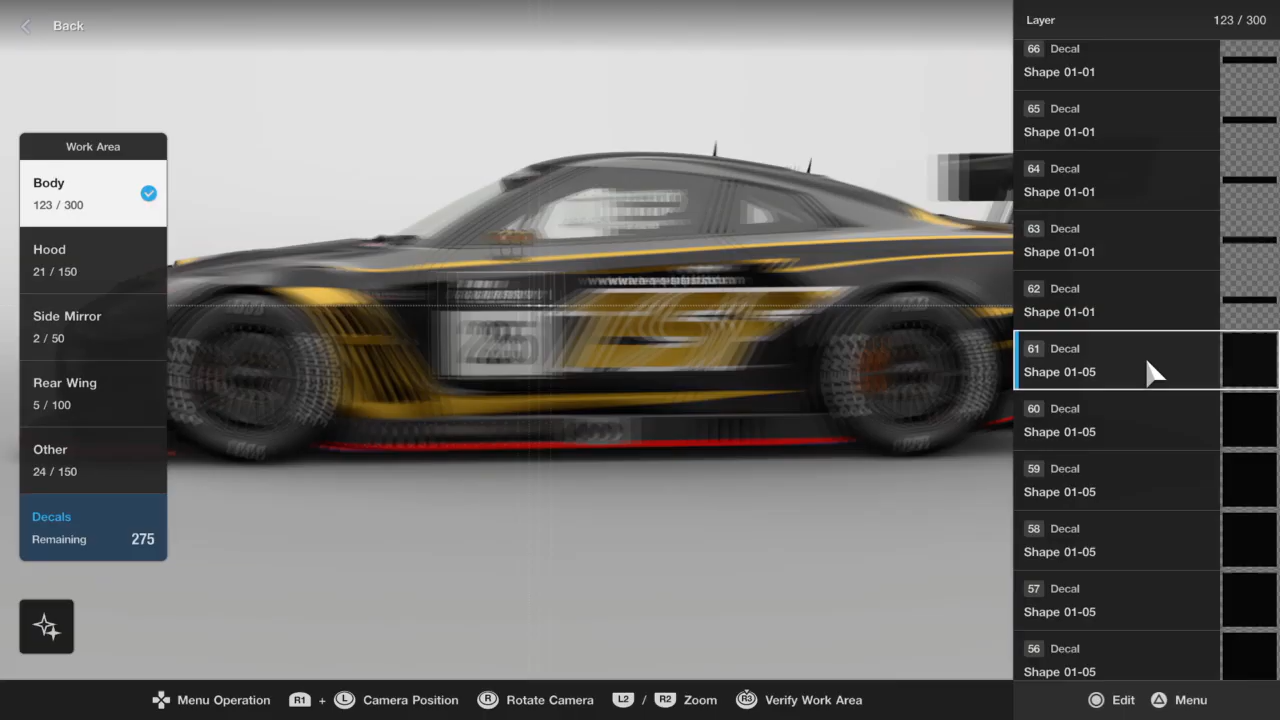 Back
Layer
123 / 300
Work Area
Body
123 / 300
Hood
21 / 150
Side Mirror
2 / 50
Rear Wing
5 / 100
Other
24 / 150
Decals
Remaining 275
66 Decal
Shape 01-01
65 Decal
Shape 01-01
64 Decal
Shape 01-01
63 Decal
Shape 01-01
62 Decal
Shape 01-01
61 Decal
Shape 01-05
60 Decal
Shape 01-05
59 Decal
Shape 01-05
58 Decal
Shape 01-05
57 Decal
Shape 01-05
56 Decal
Shape 01-05
25
Menu Operation
R1 + L Camera Position
R Rotate Camera
L2 / R2 Zoom
R3 Verify Work Area
Edit
Menu